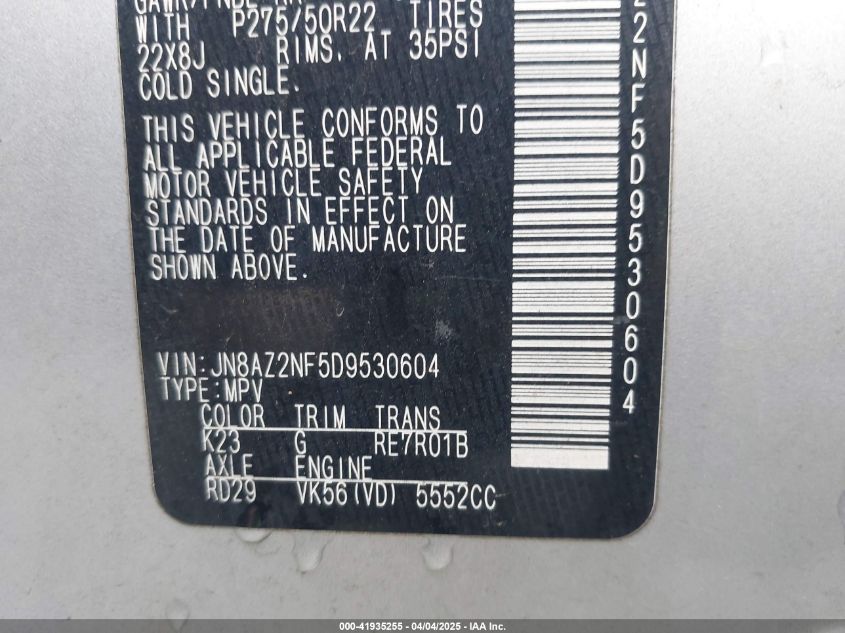 WITH P275/50R22 TIRES
22X8J RIMS, AT 35PSI
COLD SINGLE.
THIS VEHICLE CONFORMS TO
ALL APPLICABLE FEDERAL
MOTOR VEHICLE SAFETY
STANDARDS IN EFFECT ON
THE DATE OF MANUFACTURE
SHOWN ABOVE.
VIN:JN8AZ2NF5D9530604
TYPE:MPV
COLOR TRIM TRANS
K23 G RE7R01B
AXLE ENGINE
RD29 VK56(VD) 5552CC
2NF5D9530604
000-41935255 - 04/04/2025 - IAA Inc.